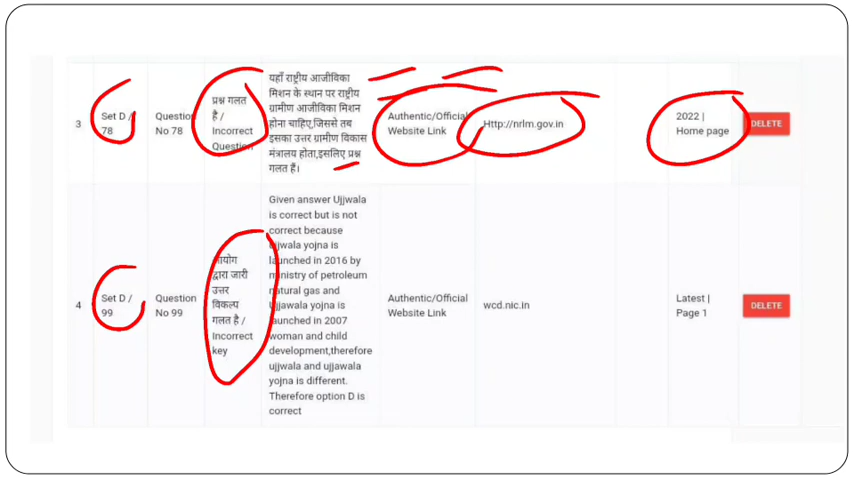 3
Set D /
78
Question
No 78
प्रश्न गलत
है /
Incorrect
Question
यहाँ राष्ट्रीय आजीविका
मिशन के स्थान पर राष्ट्रीय
ग्रामीण आजीविका मिशन
होना चाहिए,जिससे तब
इसका उत्तर ग्रामीण विकास
मंत्रालय होता,इसलिए प्रश्न
गलत हैं।
Authentic/Official
Website Link
Http://nrlm.gov.in
2022 |
Home page
DELETE
4
Set D /
99
Question
No 99
आयोग
द्वारा जारी
उत्तर
विकल्प
गलत है /
Incorrect
key
Given answer Ujjwala
is correct but is not
correct because
ujjwala yojna is
launched in 2016 by
ministry of petroleum
natural gas and
Ujjawala yojna is
launched in 2007
woman and child
development,therefore
ujjwala and ujjawala
yojna is different.
Therefore option D is
correct
Authentic/Official
Website Link
wcd.nic.in
Latest |
Page 1
DELETE